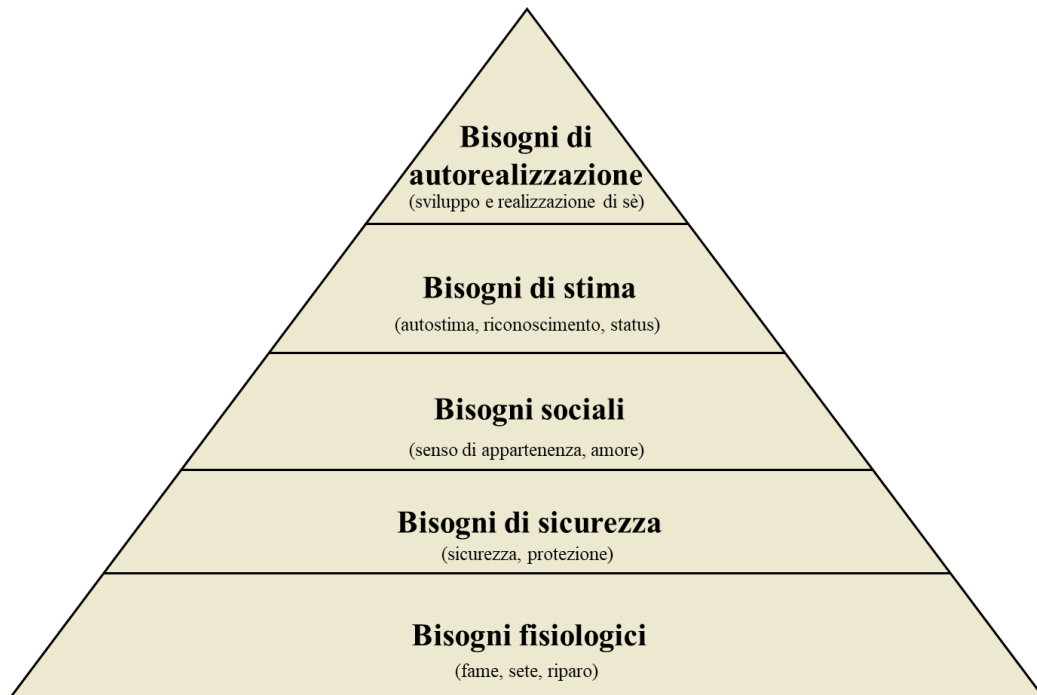 Bisogni di
autorealizzazione
(sviluppo e realizzazione di sè)
Bisogni di stima
(autostima, riconoscimento, status)
Bisogni sociali
(senso di appartenenza, amore)
Bisogni di sicurezza
(sicurezza, protezione)
Bisogni fisiologici
(fame, sete, riparo)